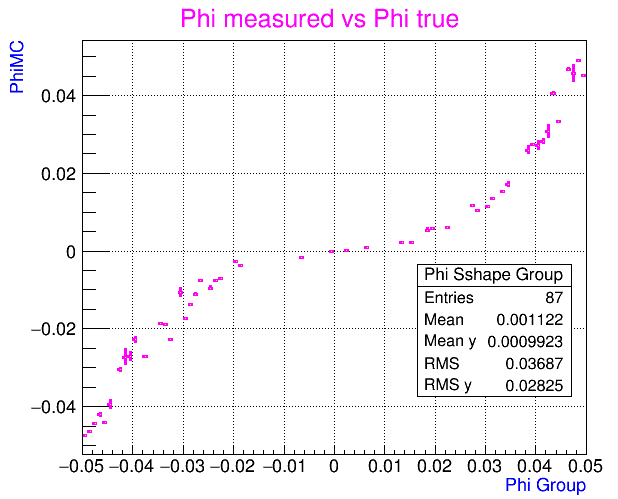 Phi measured vs Phi true
PhiMC
0.04
0.02
0
−0.02
−0.04
−0.05 −0.04 −0.03 −0.02 −0.01 0 0.01 0.02 0.03 0.04 0.05
Phi Group
Phi Sshape Group
Entries 87
Mean 0.001122
Mean y 0.0009923
RMS 0.03687
RMS y 0.02825